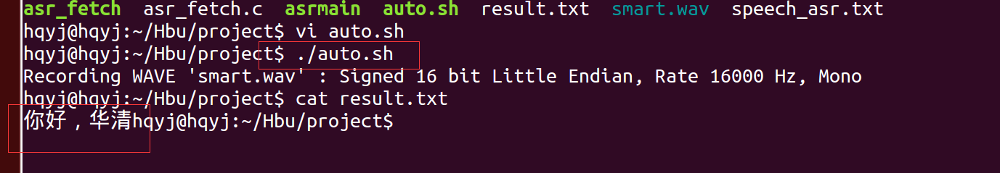 asr_fetch asr_fetch.c asrmain auto.sh result.txt smart.wav speech_asr.txt
hqyj@hqyj:~/Hbu/project$ vi auto.sh
hqyj@hqyj:~/Hbu/project$ ./auto.sh
Recording WAVE 'smart.wav' : Signed 16 bit Little Endian, Rate 16000 Hz, Mono
hqyj@hqyj:~/Hbu/project$ cat result.txt
你好，华清hqyj@hqyj:~/Hbu/project$